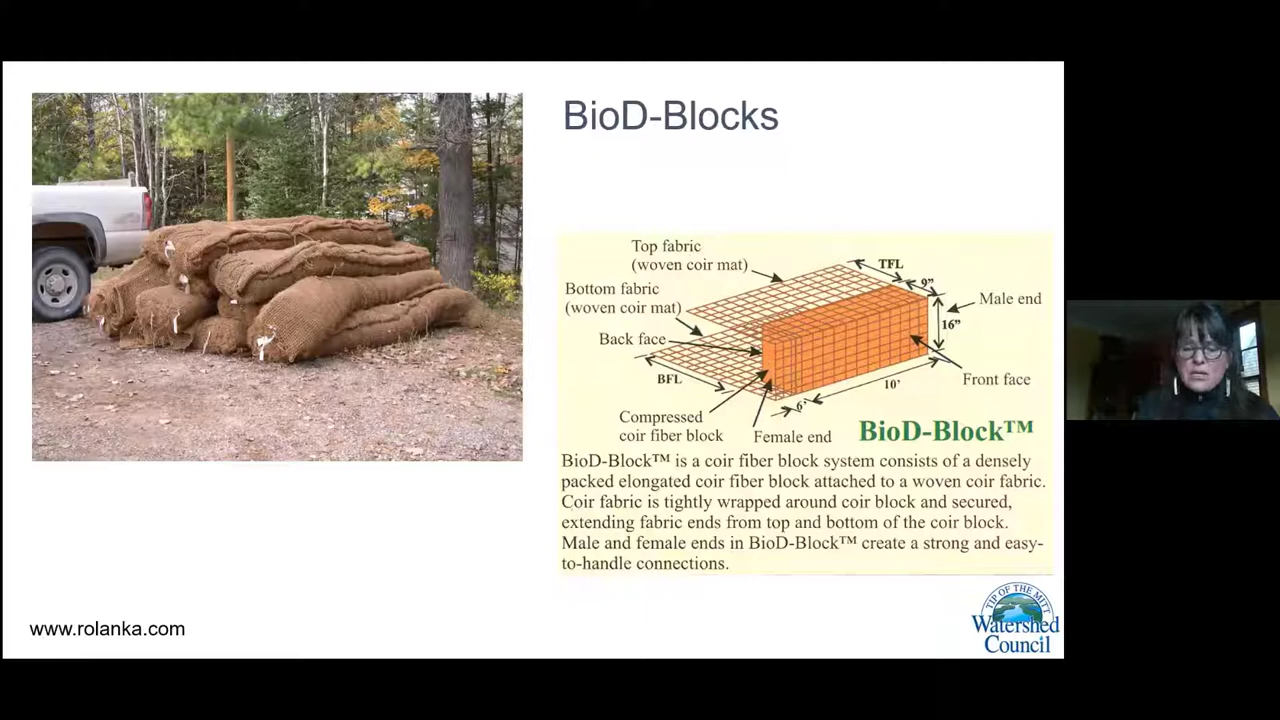 BioD-Blocks
Top fabric
(woven coir mat)
TFL
9”
Bottom fabric
(woven coir mat)
Male end
16”
Back face
BFL
10’
Front face
6’
Compressed
coir fiber block
Female end
BioD-Block™
BioD-Block™ is a coir fiber block system consists of a densely
packed elongated coir fiber block attached to a woven coir fabric.
Coir fabric is tightly wrapped around coir block and secured,
extending fabric ends from top and bottom of the coir block.
Male and female ends in BioD-Block™ create a strong and easy-
to-handle connections.
www.rolanka.com
TIP OF THE MITT
Watershed
Council